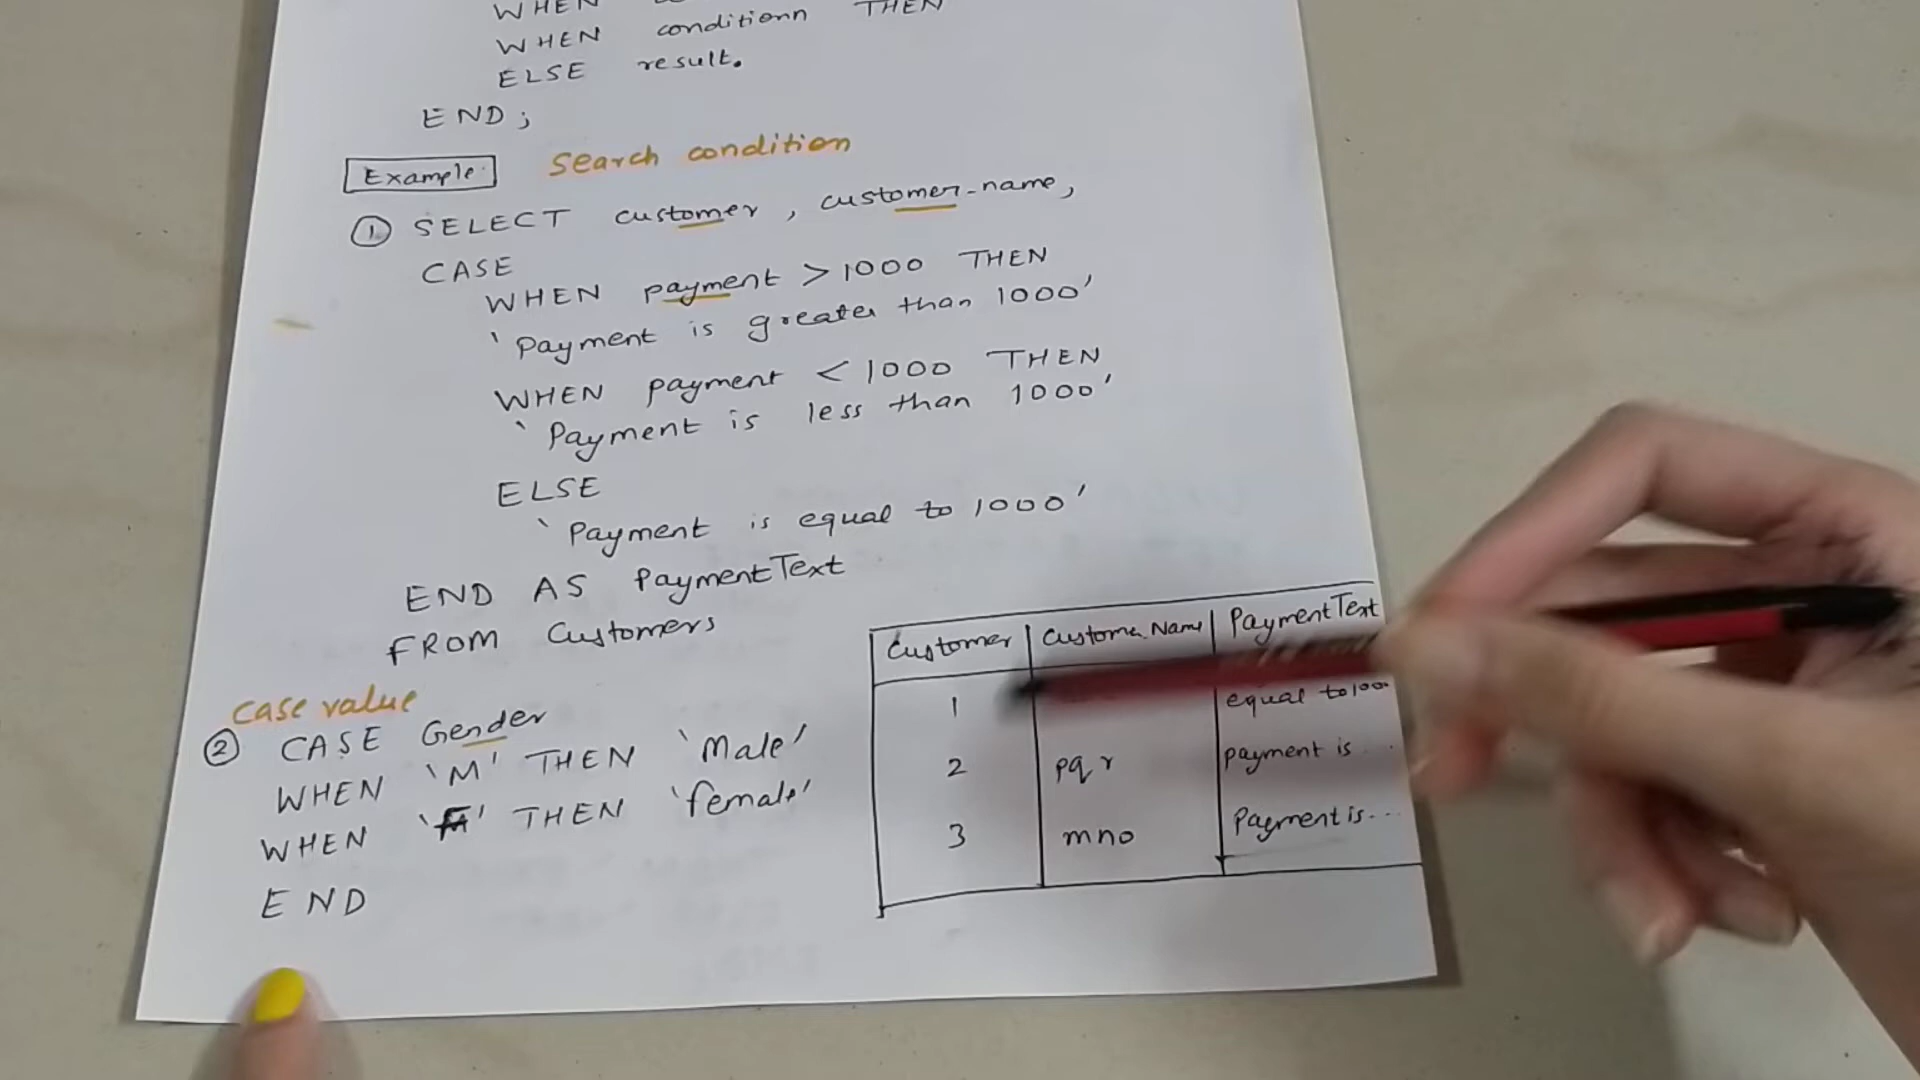 WHEN
WHEN conditionn THEN
ELSE result.
END;
Example. Search condition
① SELECT customer, customer-name,
CASE
WHEN payment > 1000 THEN
'Payment is greater than 1000'
WHEN payment < 1000 THEN
'Payment is less than 1000'
ELSE
'Payment is equal to 1000'
END AS PaymentText
FROM Customers
Case value
② CASE Gender
WHEN 'M' THEN 'Male'
WHEN 'F' THEN 'female'
END
Customer Custome Name PaymentText
1 equal to 1000
2 pqr payment is ...
3 mno Payment is...